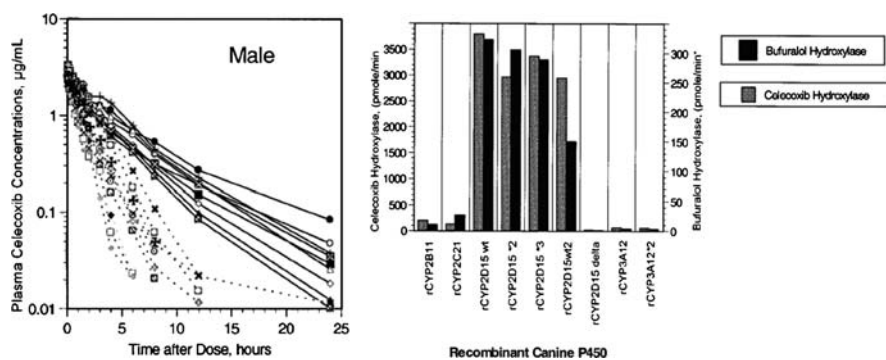 Male
Plasma Celecoxib Concentrations, µg/mL
10
1
0.1
0.01
0
5
10
15
20
25
Time after Dose, hours
Celecoxib Hydroxylase, (pmole/min)
3500
3000
2500
2000
1500
1000
500
0
Bufuralol Hydroxylase, (pmole/min)
300
250
200
150
100
50
0
rCYP2B11
rCYP2C21
rCYP2D15 wt
rCYP2D15 *2
rCYP2D15 *3
rCYP2D15wt2
rCYP2D15 delta
rCYP3A12
rCYP3A12*2
Recombinant Canine P450
Bufuralol Hydroxylase
Celecoxib Hydroxylase